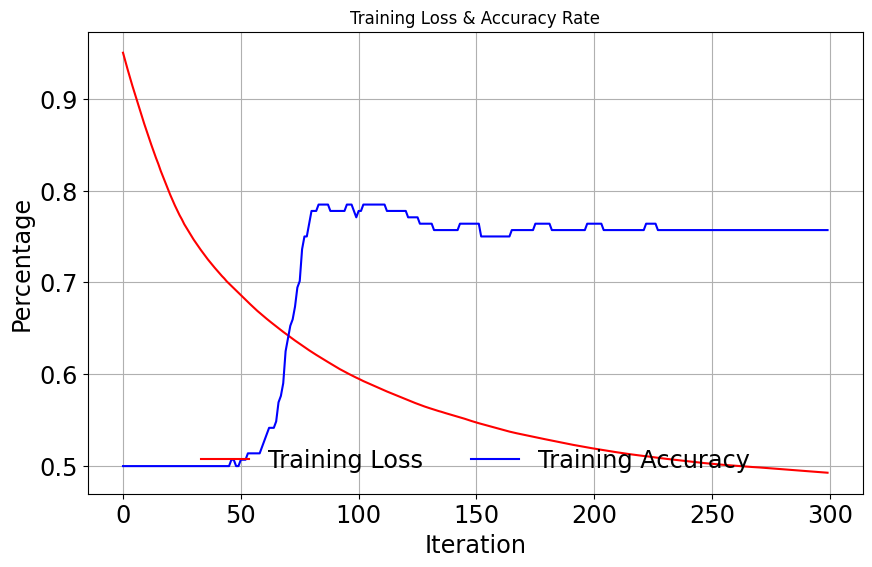 Training Loss & Accuracy Rate
Percentage
0.9
0.8
0.7
0.6
0.5
Training Loss Training Accuracy
0 50 100 150 200 250 300
Iteration